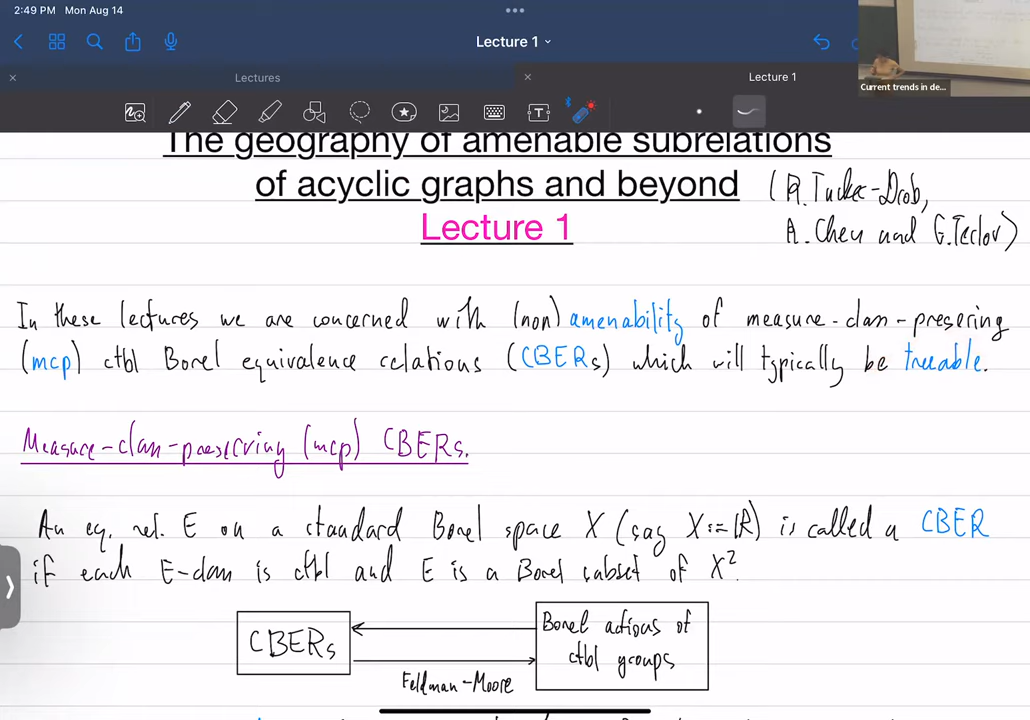 2:49 PM Mon Aug 14
Lecture 1
Lectures
Lecture 1
Current trends in de...
The geography of amenable subrelations
of acyclic graphs and beyond (R.Tucker-Drob,
Lecture 1 A. Chen and G. Terlov)
In these lectures we are concerned with (non) amenability of measure-class-preserving
(mcp) ctbl Borel equivalence relations (CBERs) which will typically be treeable.
Measure-class-preserving (mcp) CBERs.
An eq. rel. E on a standard Borel space X (say X:=ℝ) is called a CBER
if each E-class is ctbl and E is a Borel subset of X².
CBERs
Borel actions of
ctbl groups
Feldman-Moore